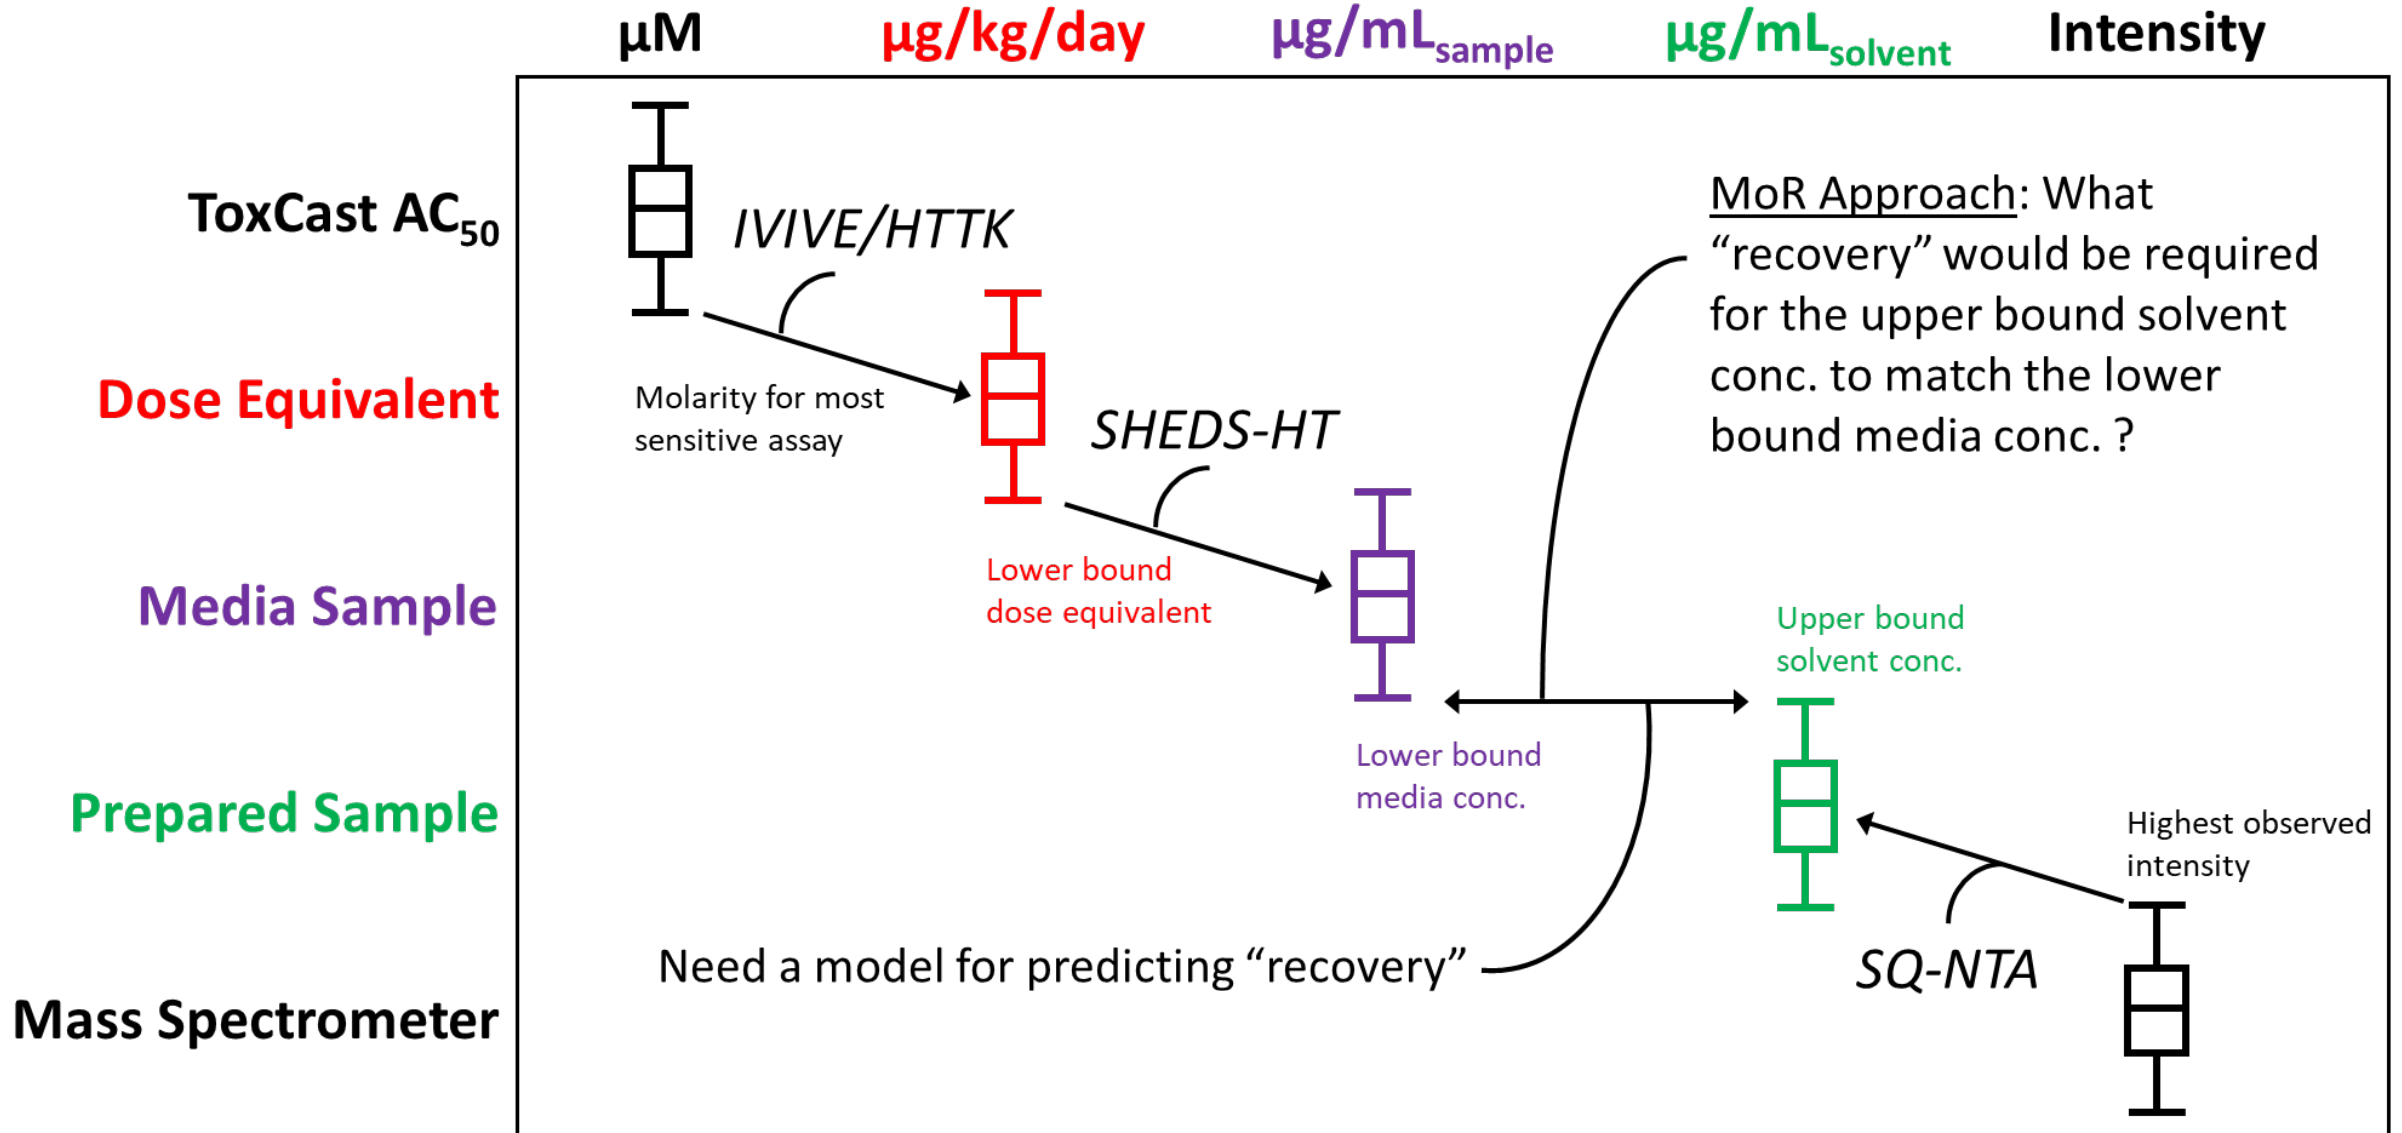 µM
µg/kg/day
µg/mLsample
µg/mLsolvent
Intensity
ToxCast AC50
IVIVE/HTTK
MoR Approach: What
“recovery” would be required
for the upper bound solvent
conc. to match the lower
bound media conc. ?
Dose Equivalent
Molarity for most
sensitive assay
SHEDS-HT
Lower bound
dose equivalent
Media Sample
Upper bound
solvent conc.
Lower bound
media conc.
Prepared Sample
Highest observed
intensity
Need a model for predicting “recovery”
SQ-NTA
Mass Spectrometer